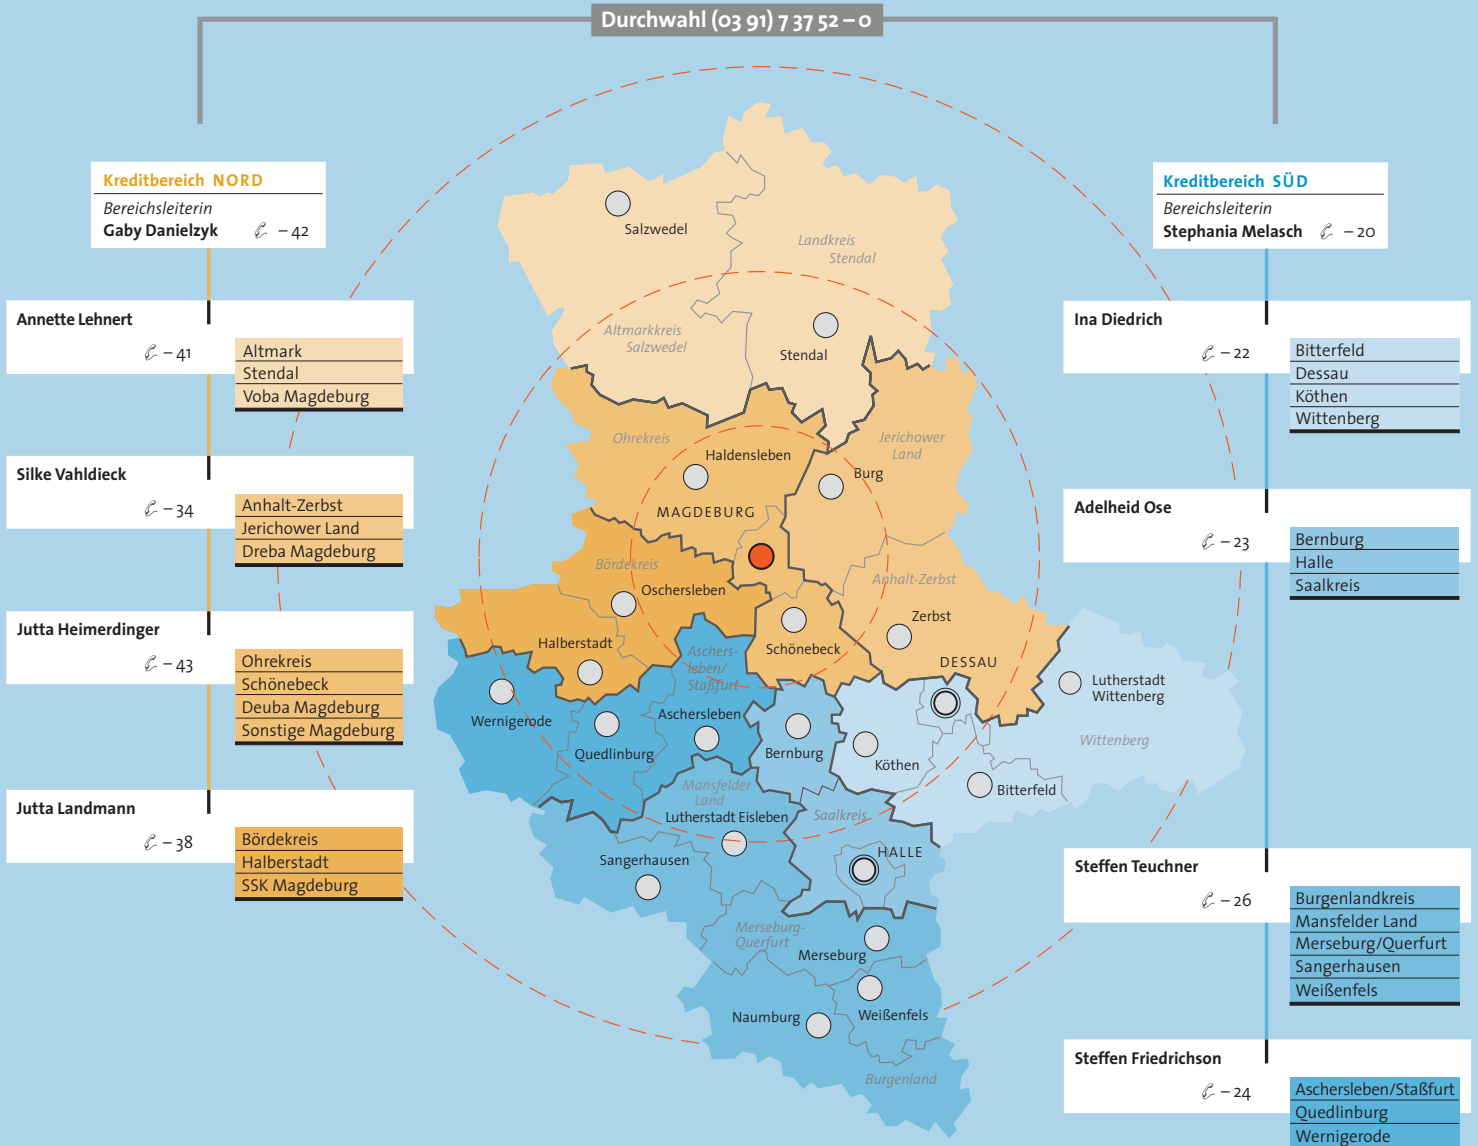 Durchwahl (03 91) 7 37 52 – 0
Kreditbereich NORD
Bereichsleiterin
Gaby Danielzyk – 42
Annette Lehnert
– 41
Altmark
Stendal
Voba Magdeburg
Silke Vahldieck
– 34
Anhalt-Zerbst
Jerichower Land
Dreba Magdeburg
Jutta Heimerdinger
– 43
Ohrekreis
Schönebeck
Deuba Magdeburg
Sonstige Magdeburg
Jutta Landmann
– 38
Bördekreis
Halberstadt
SSK Magdeburg
Salzwedel
Landkreis
Stendal
Altmarkkreis
Salzwedel
Stendal
Ohrekreis
Jerichower
Land
Haldensleben
Burg
MAGDEBURG
Bördekreis
Anhalt-Zerbst
Oschersleben
Zerbst
Halberstadt
Schönebeck
Aschers-
leben/
Staßfurt
DESSAU
Lutherstadt
Wittenberg
Wernigerode
Aschersleben
Quedlinburg
Bernburg
Wittenberg
Köthen
Mansfelder
Land
Bitterfeld
Lutherstadt Eisleben
Saalkreis
Sangerhausen
HALLE
Merseburg-
Querfurt
Merseburg
Naumburg
Weißenfels
Burgenland
Kreditbereich SÜD
Bereichsleiterin
Stephania Melasch – 20
Ina Diedrich
– 22
Bitterfeld
Dessau
Köthen
Wittenberg
Adelheid Ose
– 23
Bernburg
Halle
Saalkreis
Steffen Teuchner
– 26
Burgenlandkreis
Mansfelder Land
Merseburg/Querfurt
Sangerhausen
Weißenfels
Steffen Friedrichson
– 24
Aschersleben/Staßfurt
Quedlinburg
Wernigerode